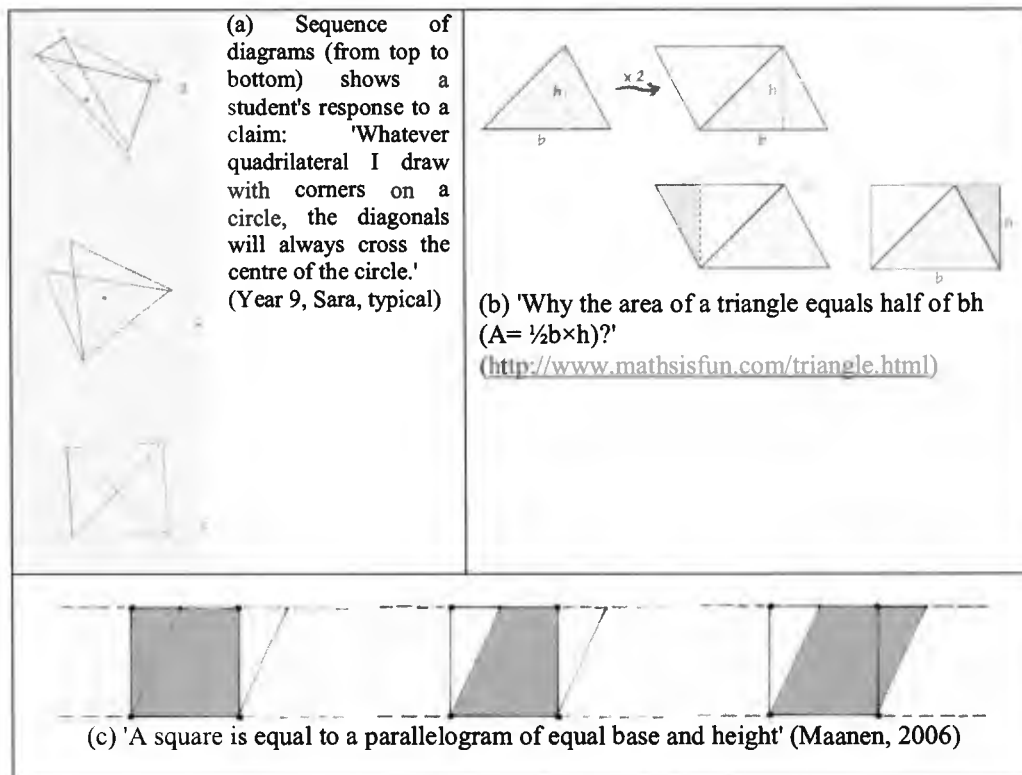 (a) Sequence of
diagrams (from top to
bottom) shows a
student's response to a
claim: 'Whatever
quadrilateral I draw
with corners on a
circle, the diagonals
will always cross the
centre of the circle.'
(Year 9, Sara, typical)
h
b
x 2
h
b
h
b
(b) 'Why the area of a triangle equals half of bh
(A= ½b×h)?'
(http://www.mathsisfun.com/triangle.html)
(c) 'A square is equal to a parallelogram of equal base and height' (Maanen, 2006)